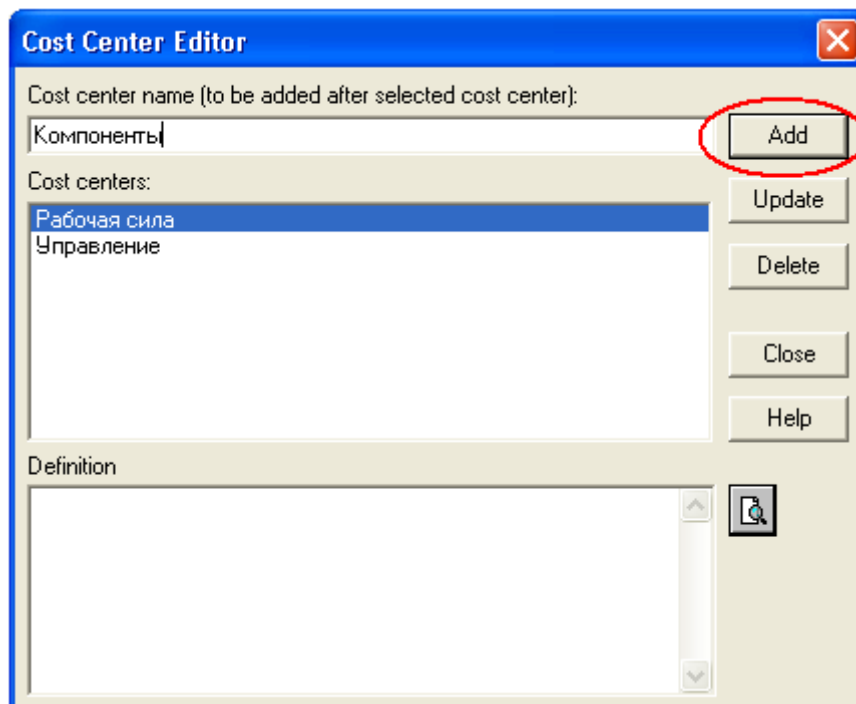 Cost Center Editor
Cost center name (to be added after selected cost center):
Компоненты
Add
Cost centers:
Update
Рабочая сила
Управление
Delete
Close
Help
Definition